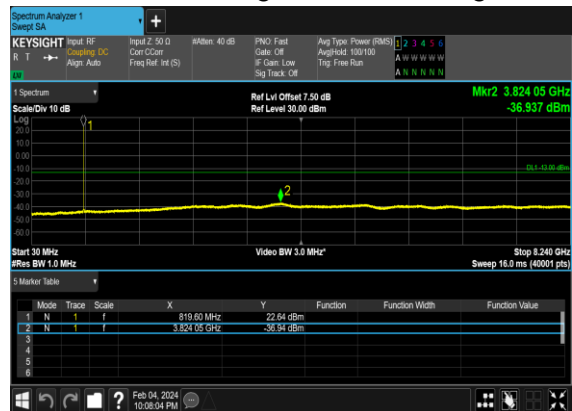 Spectrum Analyzer 1
Swept SA
+
KEYSIGHT Input: RF Input Z: 50 Ω #Atten: 40 dB PNO: Fast Avg Type: Power (RMS) 1 2 3 4 5 6
R T Coupling: DC Corr CCorr Gate: Off Avg|Hold: 100/100 A W W W W W
Align: Auto Freq Ref: Int (S) IF Gain: Low Trig: Free Run
LXI Sig Track: Off A N N N N N
1 Spectrum Ref Lvl Offset 7.50 dB Mkr2 3.824 05 GHz
Scale/Div 10 dB Ref Level 30.00 dBm -36.937 dBm
Log
20.0 1
10.0
0.00
-10.0 DL1 -13.00 dBm
-20.0
-30.0 2
-40.0
-50.0
-60.0
Start 30 MHz Video BW 3.0 MHz* Stop 8.240 GHz
#Res BW 1.0 MHz Sweep 16.0 ms (40001 pts)
5 Marker Table
Mode Trace Scale X Y Function Function Width Function Value
1 N 1 f 819.60 MHz 22.64 dBm
2 N 1 f 3.824 05 GHz -36.94 dBm
3
4
5
6
? Feb 04, 2024
10:08:04 PM